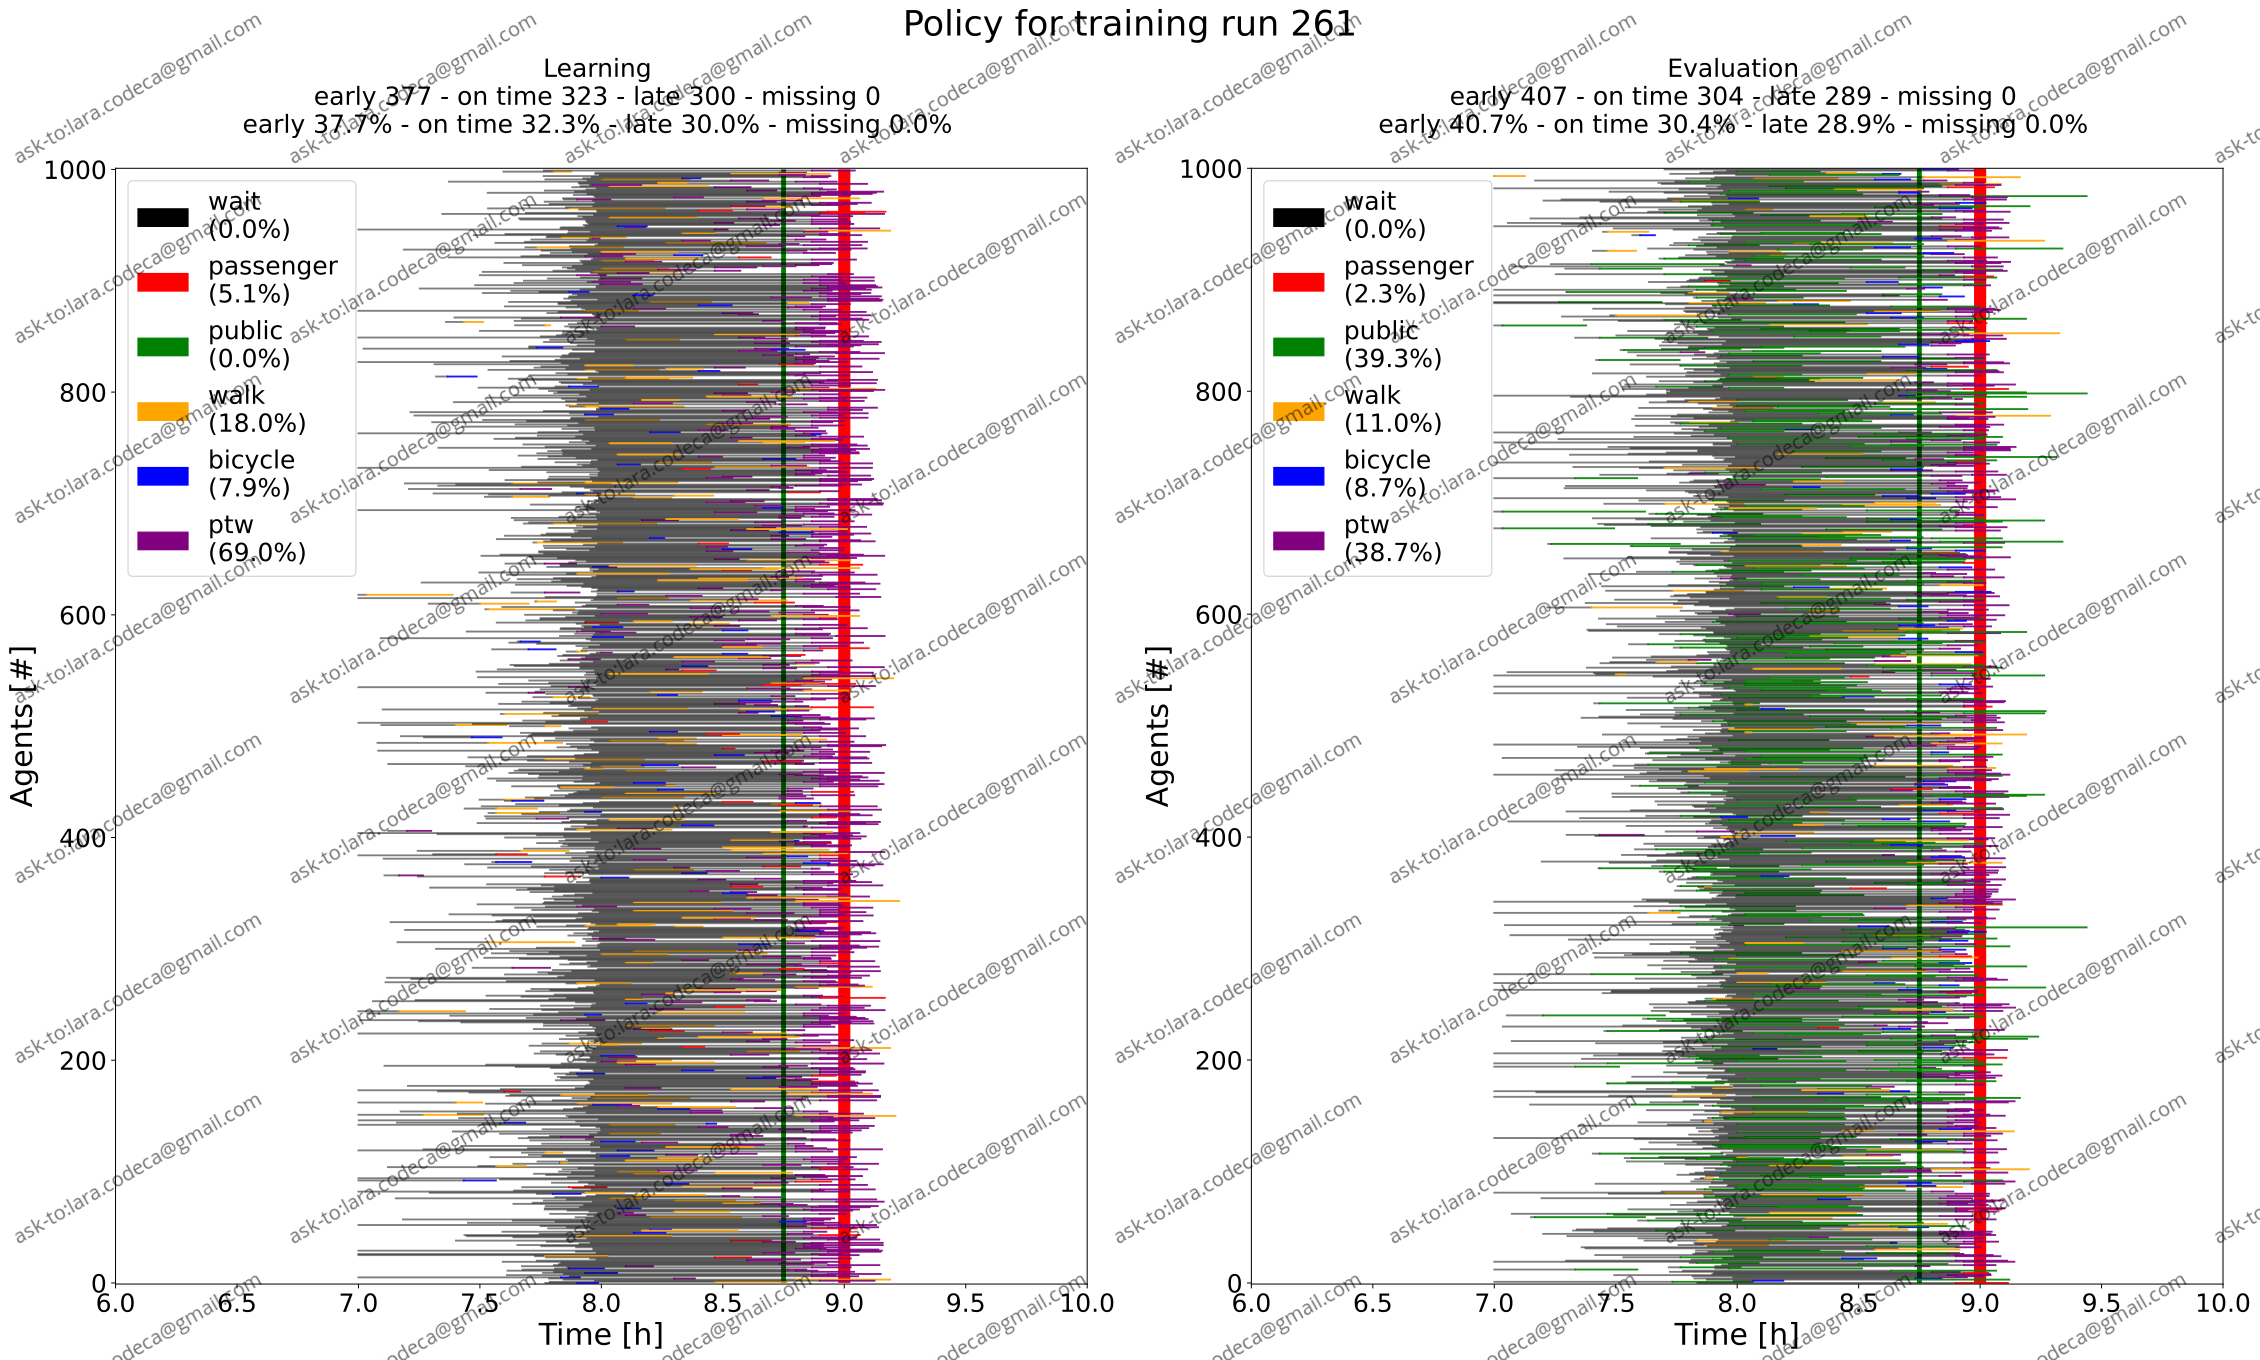 Policy for training run 261
Learning
early 377 - on time 323 - late 300 - missing 0
early 37.7% - on time 32.3% - late 30.0% - missing 0.0%
Evaluation
early 407 - on time 304 - late 289 - missing 0
early 40.7% - on time 30.4% - late 28.9% - missing 0.0%
wait
(0.0%)
passenger
(5.1%)
public
(0.0%)
walk
(18.0%)
bicycle
(7.9%)
ptw
(69.0%)
1000
800
600
400
200
0
Agents [#]
6.0 6.5 7.0 7.5 8.0 8.5 9.0 9.5 10.0
Time [h]
wait
(0.0%)
passenger
(2.3%)
public
(39.3%)
walk
(11.0%)
bicycle
(8.7%)
ptw
(38.7%)
1000
800
600
400
200
0
Agents [#]
6.0 6.5 7.0 7.5 8.0 8.5 9.0 9.5 10.0
Time [h]
ask-to:lara.codeca@gmail.com